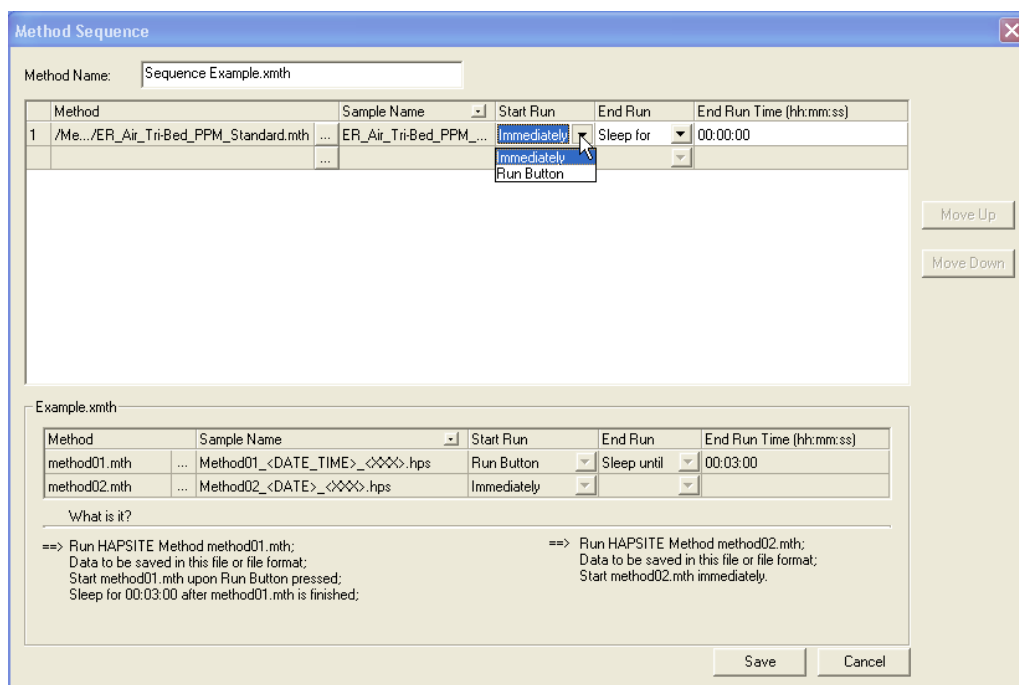 Method Sequence
Method Name: Sequence Example.xmth
Method Sample Name Start Run End Run End Run Time (hh:mm:ss)
1 /Me.../ER_Air_Tri-Bed_PPM_Standard.mth ... ER_Air_Tri-Bed_PPM_... Immediately Sleep for 00:00:00
... Immediately
Run Button
Move Up
Move Down
Example.xmth
Method Sample Name Start Run End Run End Run Time (hh:mm:ss)
method01.mth ... Method01_<DATE_TIME>_<XXX>.hps Run Button Sleep until 00:03:00
method02.mth ... Method02_<DATE>_<XXX>.hps Immediately
What is it?
==> Run HAPSITE Method method01.mth;
Data to be saved in this file or file format;
Start method01.mth upon Run Button pressed;
Sleep for 00:03:00 after method01.mth is finished;
==> Run HAPSITE Method method02.mth;
Data to be saved in this file or file format;
Start method02.mth immediately.
Save Cancel